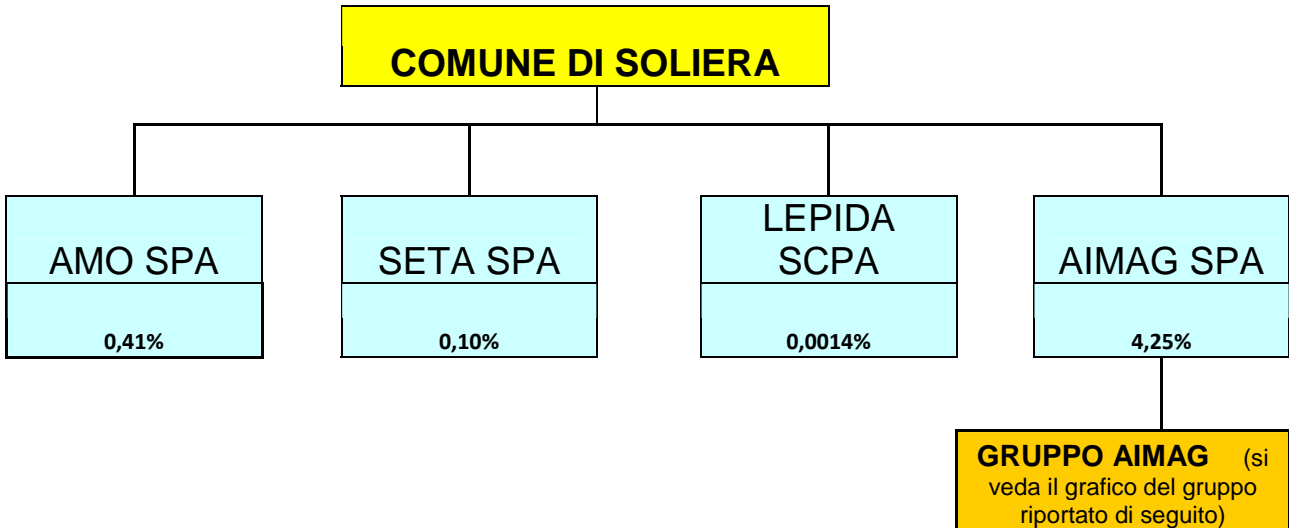 COMUNE DI SOLIERA
AMO SPA
0,41%
SETA SPA
0,10%
LEPIDA
SCPA
0,0014%
AIMAG SPA
4,25%
GRUPPO AIMAG (si
veda il grafico del gruppo
riportato di seguito)